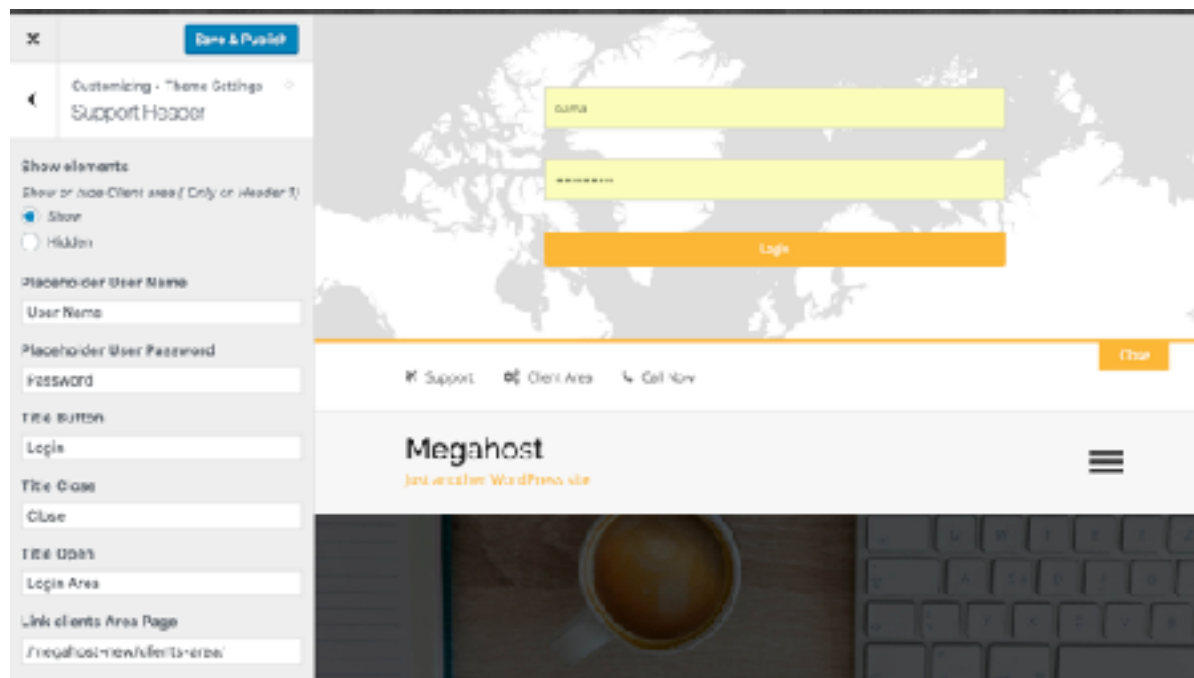 Save & Publish
Customizing • Theme Settings
Support Header
Show elements
Show or hide Client area ( Only on Header 1)
Show
Hidden
Placeholder User Name
User Name
Placeholder User Password
Password
Title Button
Login
Title Close
Close
Title Open
Login Area
Link clients Area Page
/megahost-new/clients-area/
Login
Close
Support
Client Area
Call Now
Megahost
Just another WordPress site